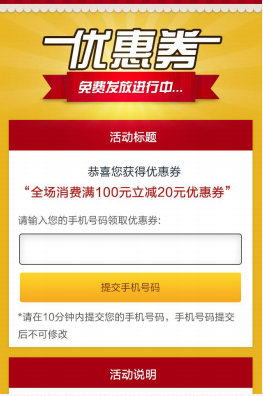 优惠券
免费发放进行中...
活动标题
恭喜您获得优惠券
“全场消费满100元立减20元优惠券”
请输入您的手机号码领取优惠券:
提交手机号码
*请在10分钟内提交您的手机号码，手机号码提交
后不可修改
活动说明